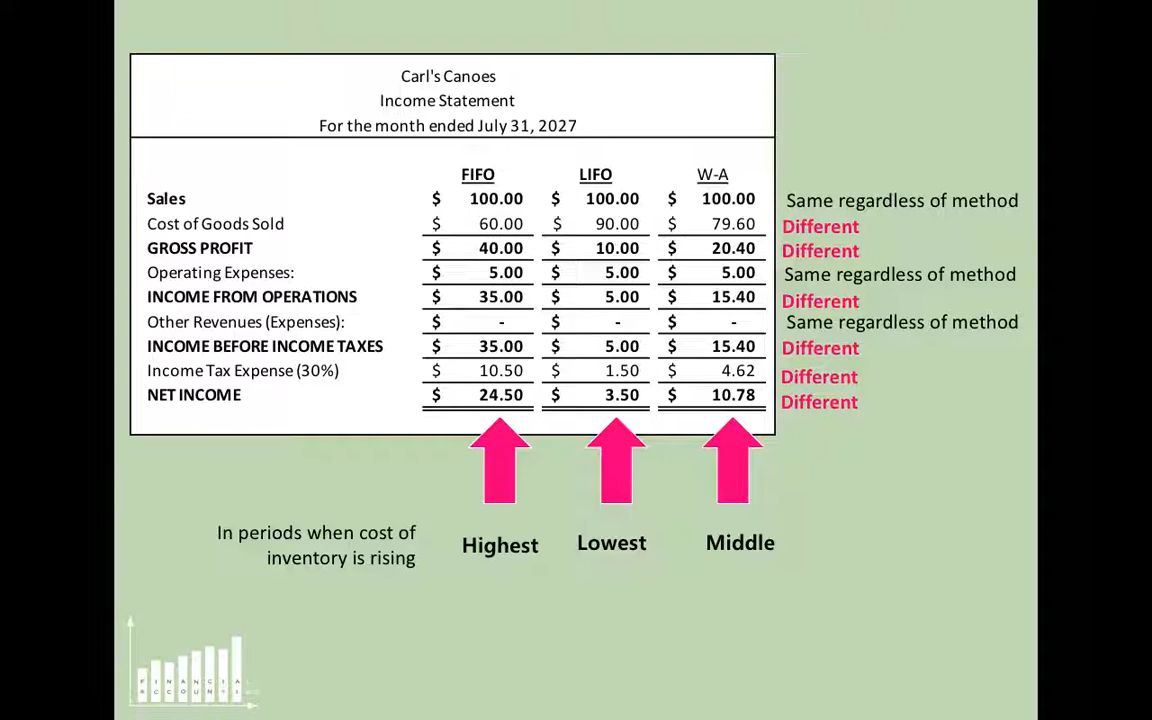 Carl's Canoes
Income Statement
For the month ended July 31, 2027
FIFO LIFO W-A
Sales $ 100.00 $ 100.00 $ 100.00 Same regardless of method
Cost of Goods Sold $ 60.00 $ 90.00 $ 79.60 Different
GROSS PROFIT $ 40.00 $ 10.00 $ 20.40 Different
Operating Expenses: $ 5.00 $ 5.00 $ 5.00 Same regardless of method
INCOME FROM OPERATIONS $ 35.00 $ 5.00 $ 15.40 Different
Other Revenues (Expenses): $ - $ - $ - Same regardless of method
INCOME BEFORE INCOME TAXES $ 35.00 $ 5.00 $ 15.40 Different
Income Tax Expense (30%) $ 10.50 $ 1.50 $ 4.62 Different
NET INCOME $ 24.50 $ 3.50 $ 10.78 Different
In periods when cost of
inventory is rising
Highest Lowest Middle
FINANCIAL